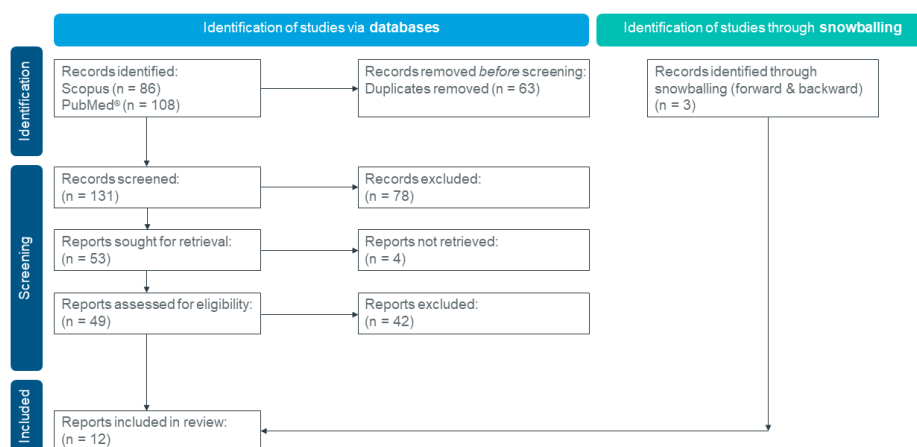 Identification of studies via databases
Identification of studies through snowballing
Identification
Records identified:
Scopus (n = 86)
PubMed® (n = 108)
Records removed before screening:
Duplicates removed (n = 63)
Records identified through
snowballing (forward & backward)
(n = 3)
Screening
Records screened:
(n = 131)
Records excluded:
(n = 78)
Reports sought for retrieval:
(n = 53)
Reports not retrieved:
(n = 4)
Reports assessed for eligibility:
(n = 49)
Reports excluded:
(n = 42)
Included
Reports included in review:
(n = 12)